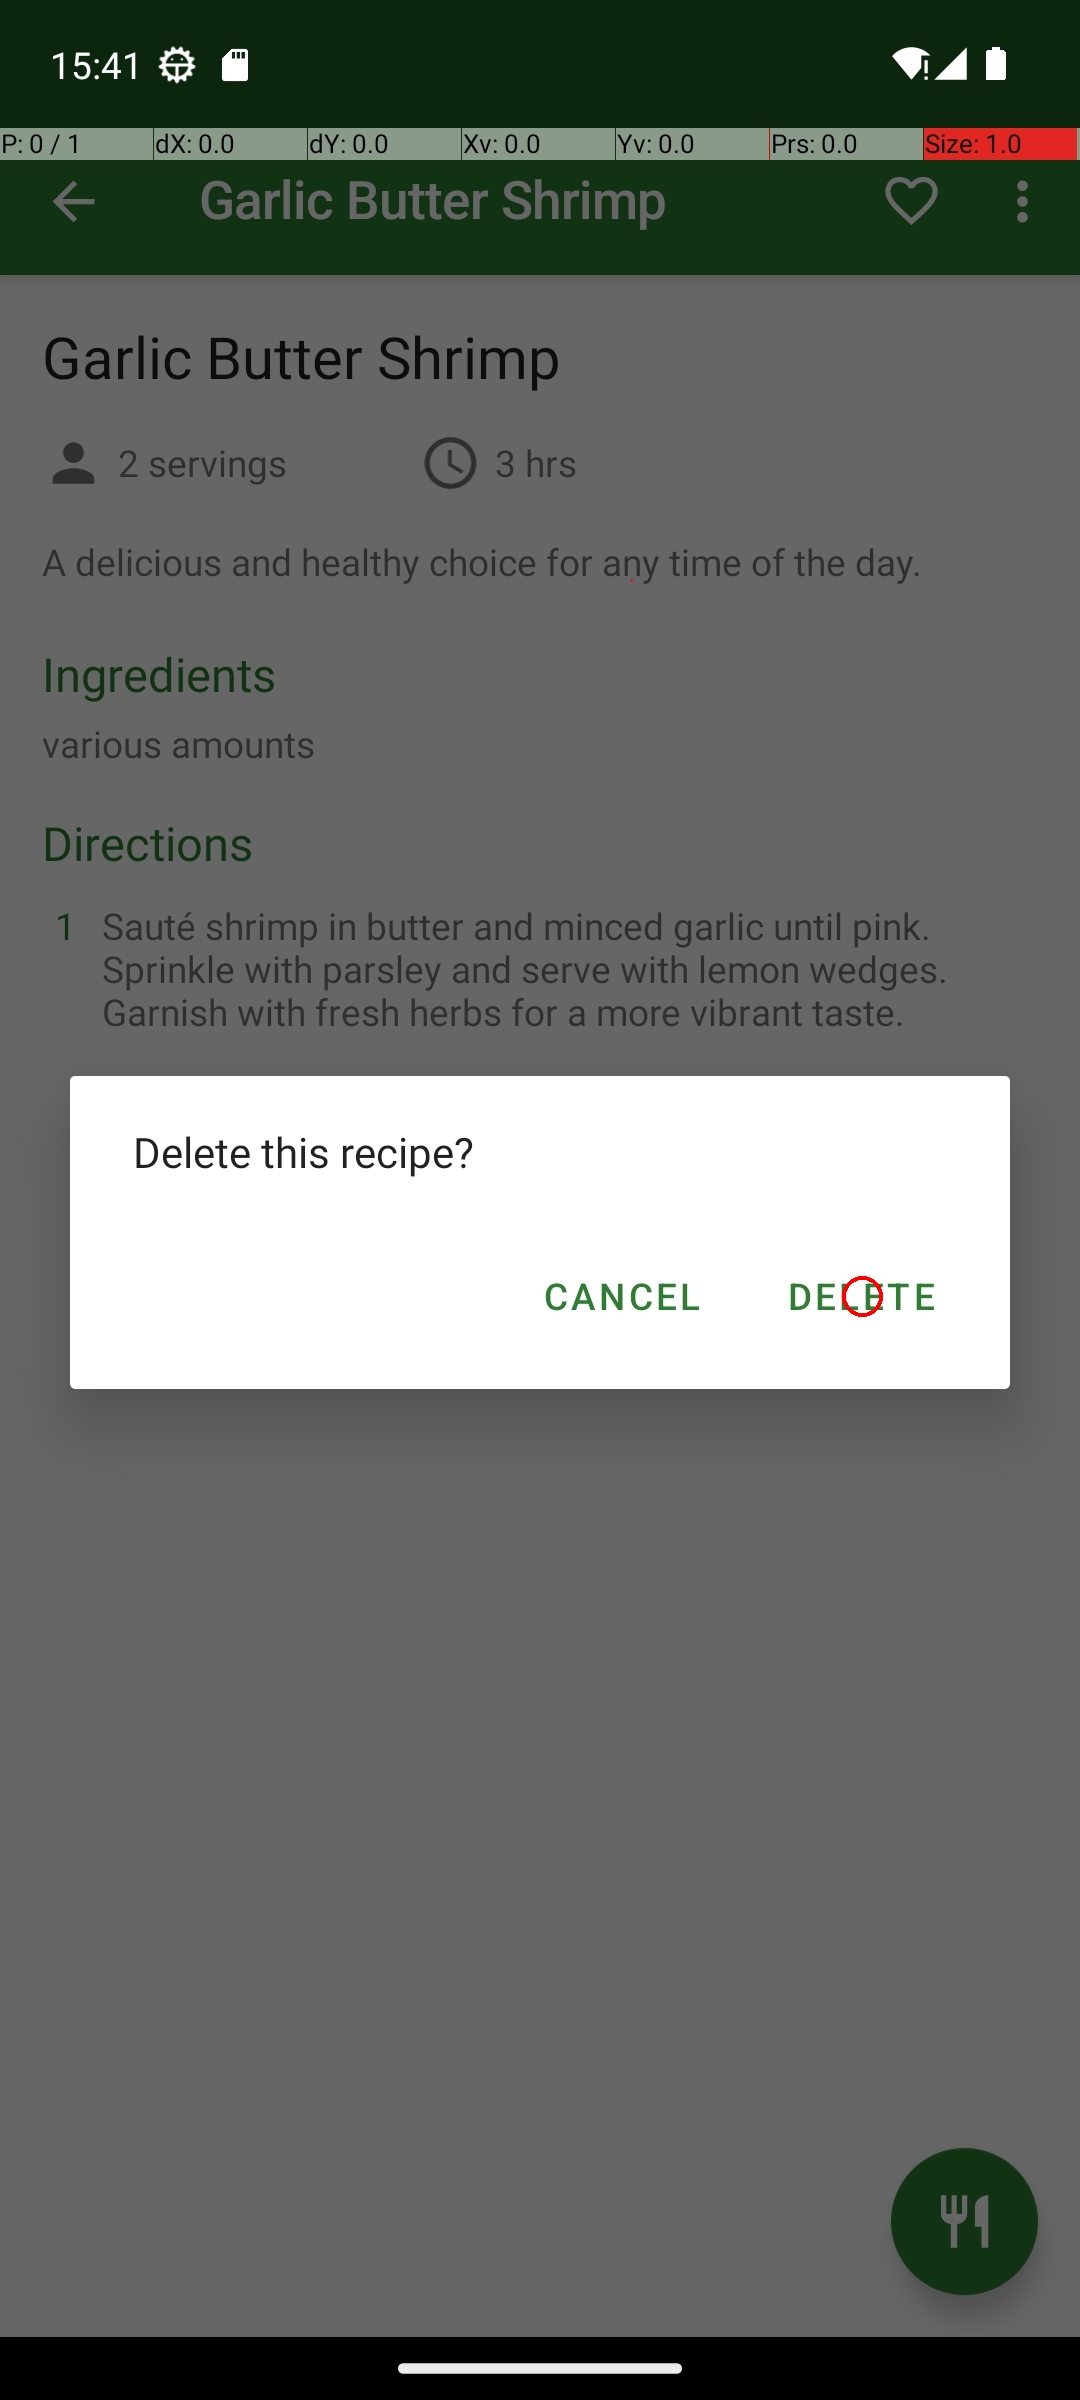 15:41
P: 0 / 1 dX: 0.0 dY: 0.0 Xv: 0.0 Yv: 0.0 Prs: 0.0 Size: 1.0
Garlic Butter Shrimp
Garlic Butter Shrimp
2 servings 3 hrs
A delicious and healthy choice for any time of the day.
Ingredients
various amounts
Directions
1 Sauté shrimp in butter and minced garlic until pink.
Sprinkle with parsley and serve with lemon wedges.
Garnish with fresh herbs for a more vibrant taste.
Delete this recipe?
CANCEL DELETE